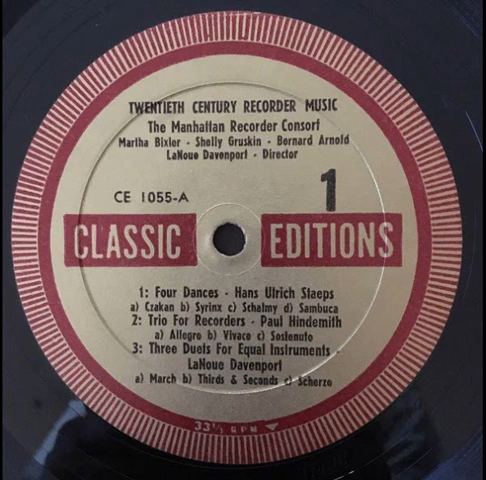 TWENTIETH CENTURY RECORDER MUSIC
The Manhattan Recorder Consort
Martha Bixler - Shelly Gruskin - Bernard Arnold
LaNoue Davenport - Director
CE 1055-A
1
CLASSIC EDITIONS
1: Four Dances - Hans Ulrich Staeps
a) Czakan b) Syrinx c) Schalmy d) Sambuca
2: Trio For Recorders - Paul Hindemith
a) Allegro b) Vivace c) Sostenuto
3: Three Duets For Equal Instruments -
LaNoue Davenport
a) March b) Thirds & Seconds c) Scherzo
33⅓ RPM